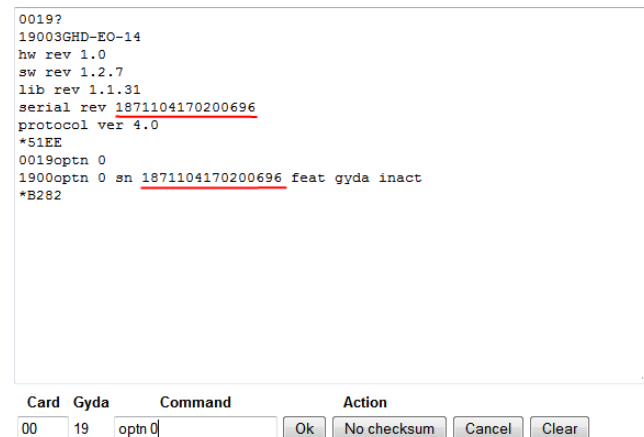 0019?
19003GHD-EO-14
hw rev 1.0
sw rev 1.2.7
lib rev 1.1.31
serial rev 1871104170200696
protocol ver 4.0
*51EE
0019optn 0
1900optn 0 sn 1871104170200696 feat gyda inact
*B282
Card Gyda Command Action
00 19 optn 0 Ok No checksum Cancel Clear